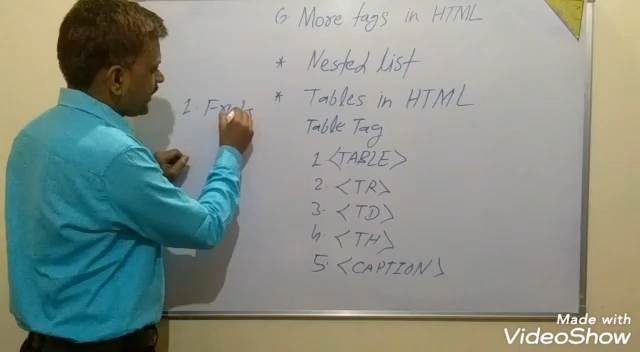 6 More tags in HTML
* Nested list
* Tables in HTML
Table Tag
1. <TABLE>
2. <TR>
3. <TD>
4. <TH>
5. <CAPTION>
1.
Made with
VideoShow